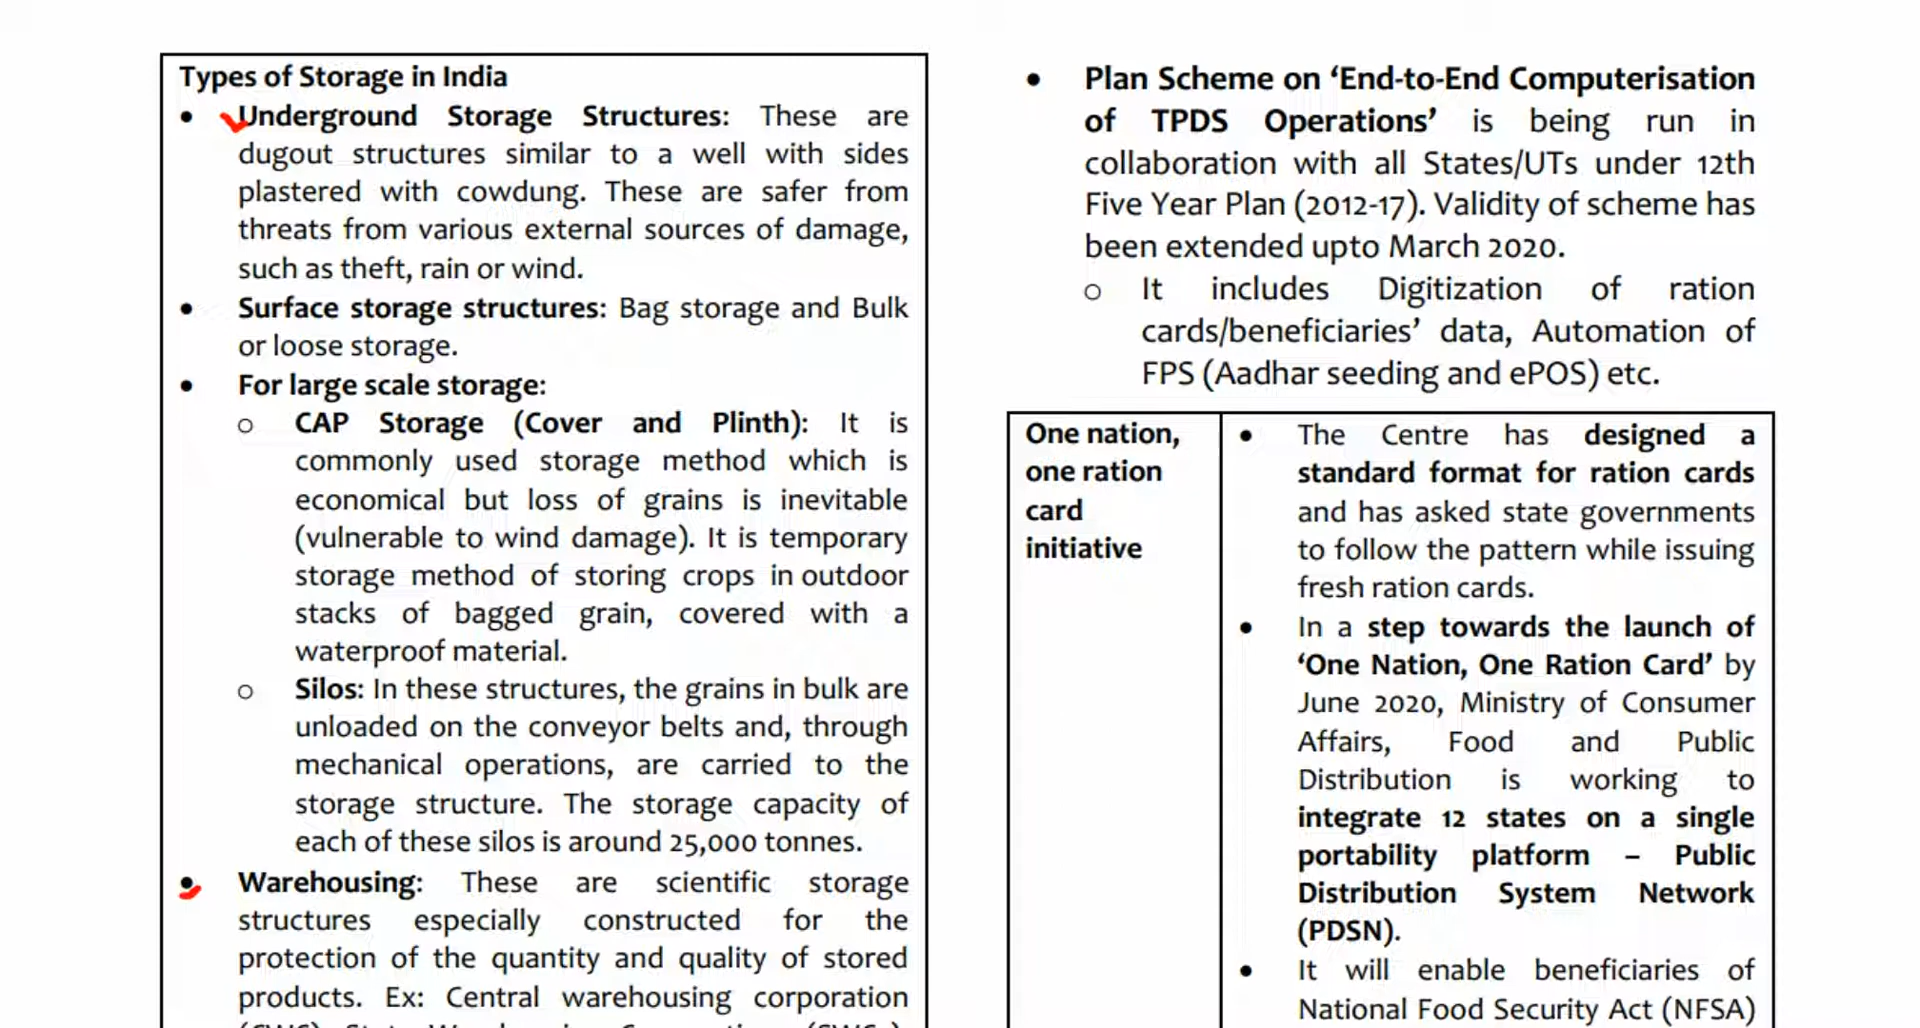 Types of Storage in India
• Underground Storage Structures: These are
dugout structures similar to a well with sides
plastered with cowdung. These are safer from
threats from various external sources of damage,
such as theft, rain or wind.
• Surface storage structures: Bag storage and Bulk
or loose storage.
• For large scale storage:
o CAP Storage (Cover and Plinth): It is
commonly used storage method which is
economical but loss of grains is inevitable
(vulnerable to wind damage). It is temporary
storage method of storing crops in outdoor
stacks of bagged grain, covered with a
waterproof material.
o Silos: In these structures, the grains in bulk are
unloaded on the conveyor belts and, through
mechanical operations, are carried to the
storage structure. The storage capacity of
each of these silos is around 25,000 tonnes.
• Warehousing: These are scientific storage
structures especially constructed for the
protection of the quantity and quality of stored
products. Ex: Central warehousing corporation
• Plan Scheme on ‘End-to-End Computerisation
of TPDS Operations’ is being run in
collaboration with all States/UTs under 12th
Five Year Plan (2012-17). Validity of scheme has
been extended upto March 2020.
o It includes Digitization of ration
cards/beneficiaries’ data, Automation of
FPS (Aadhar seeding and ePOS) etc.
One nation,
one ration
card
initiative
• The Centre has designed a
standard format for ration cards
and has asked state governments
to follow the pattern while issuing
fresh ration cards.
• In a step towards the launch of
‘One Nation, One Ration Card’ by
June 2020, Ministry of Consumer
Affairs, Food and Public
Distribution is working to
integrate 12 states on a single
portability platform – Public
Distribution System Network
(PDSN).
• It will enable beneficiaries of
National Food Security Act (NFSA)